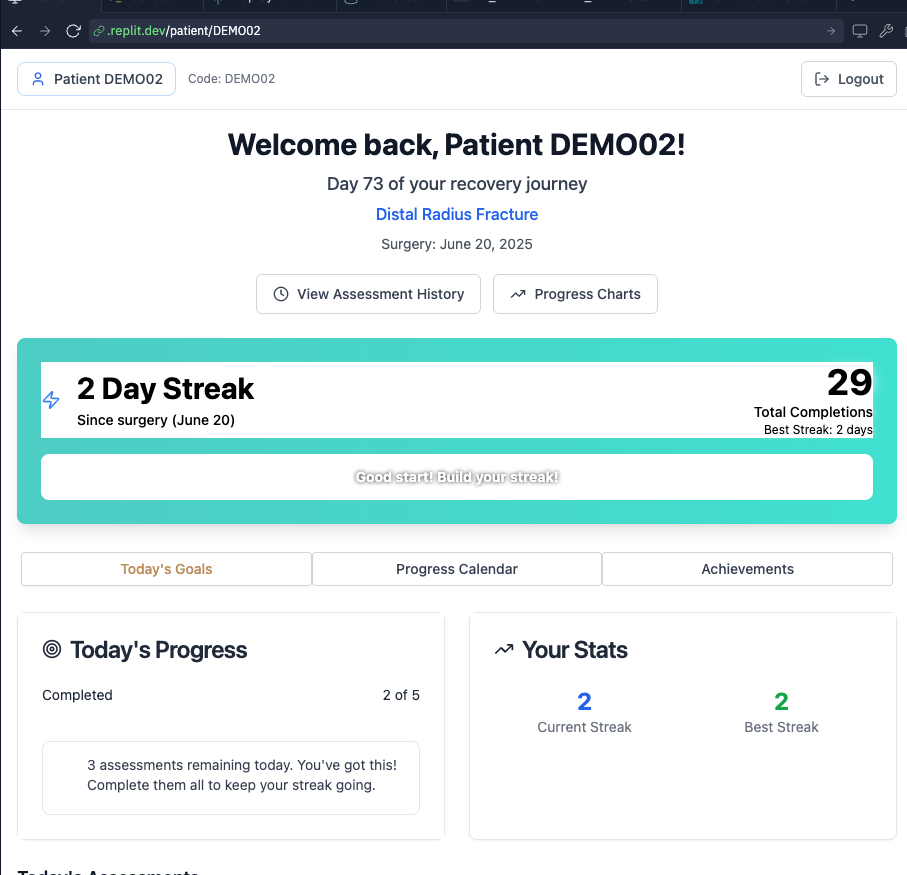 .replit.dev/patient/DEMO02
Patient DEMO02
Code: DEMO02
Logout
Welcome back, Patient DEMO02!
Day 73 of your recovery journey
Distal Radius Fracture
Surgery: June 20, 2025
View Assessment History
Progress Charts
2 Day Streak
Since surgery (June 20)
29
Total Completions
Best Streak: 2 days
Good start! Build your streak!
Today's Goals
Progress Calendar
Achievements
Today's Progress
Completed
2 of 5
3 assessments remaining today. You've got this!
Complete them all to keep your streak going.
Your Stats
2
Current Streak
2
Best Streak
Today's Assessments